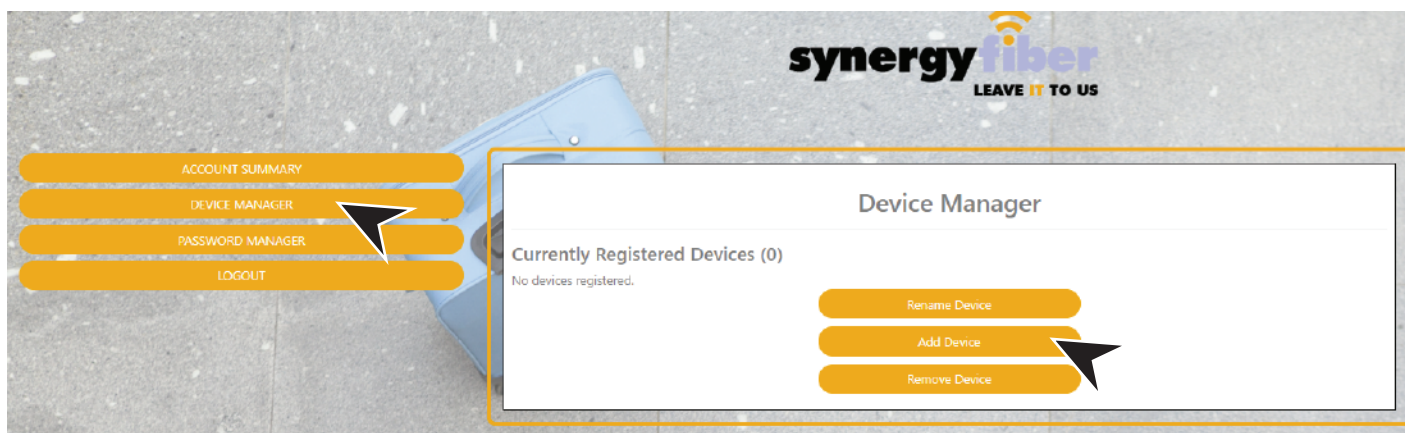 synergyfiber
LEAVE IT TO US
ACCOUNT SUMMARY
DEVICE MANAGER
PASSWORD MANAGER
LOGOUT
Device Manager
Currently Registered Devices (0)
No devices registered.
Rename Device
Add Device
Remove Device